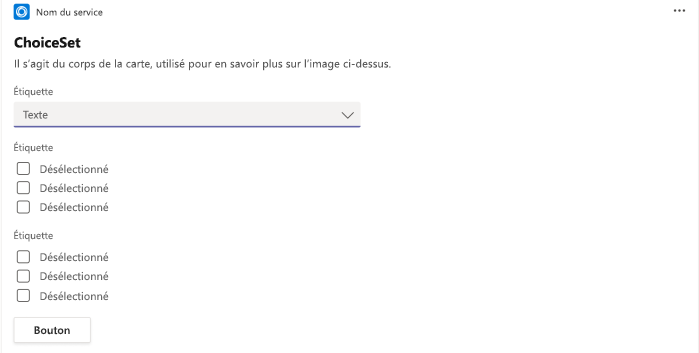 Nom du service
ChoiceSet
Il s’agit du corps de la carte, utilisé pour en savoir plus sur l’image ci-dessus.
Étiquette
Texte
Étiquette
Désélectionné
Désélectionné
Désélectionné
Étiquette
Désélectionné
Désélectionné
Désélectionné
Bouton